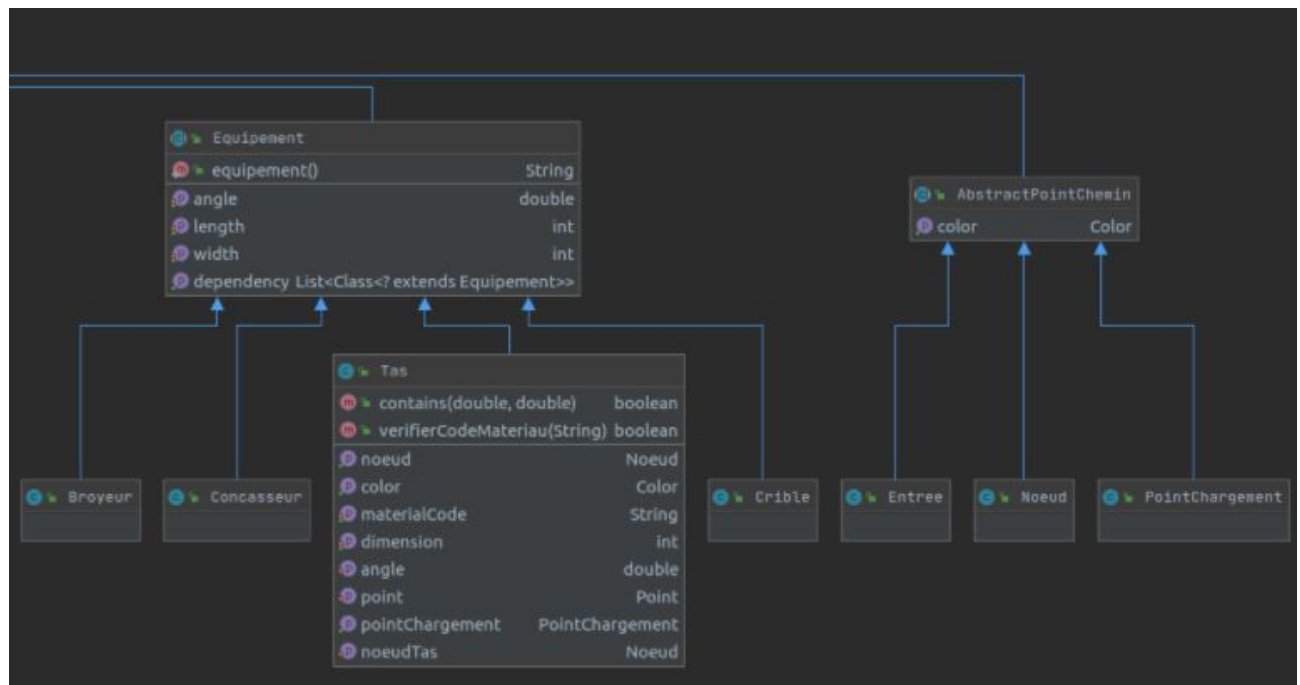 Equipement
equipement() String
angle double
length int
width int
dependency List<Class<? extends Equipement>>
AbstractPointChemin
color Color
Tas
contains(double, double) boolean
verifierCodeMateriau(String) boolean
noeud Noeud
color Color
materialCode String
dimension int
angle double
point Point
pointChargement PointChargement
noeudTas Noeud
Broyeur
Concasseur
Crible
Entree
Noeud
PointChargement